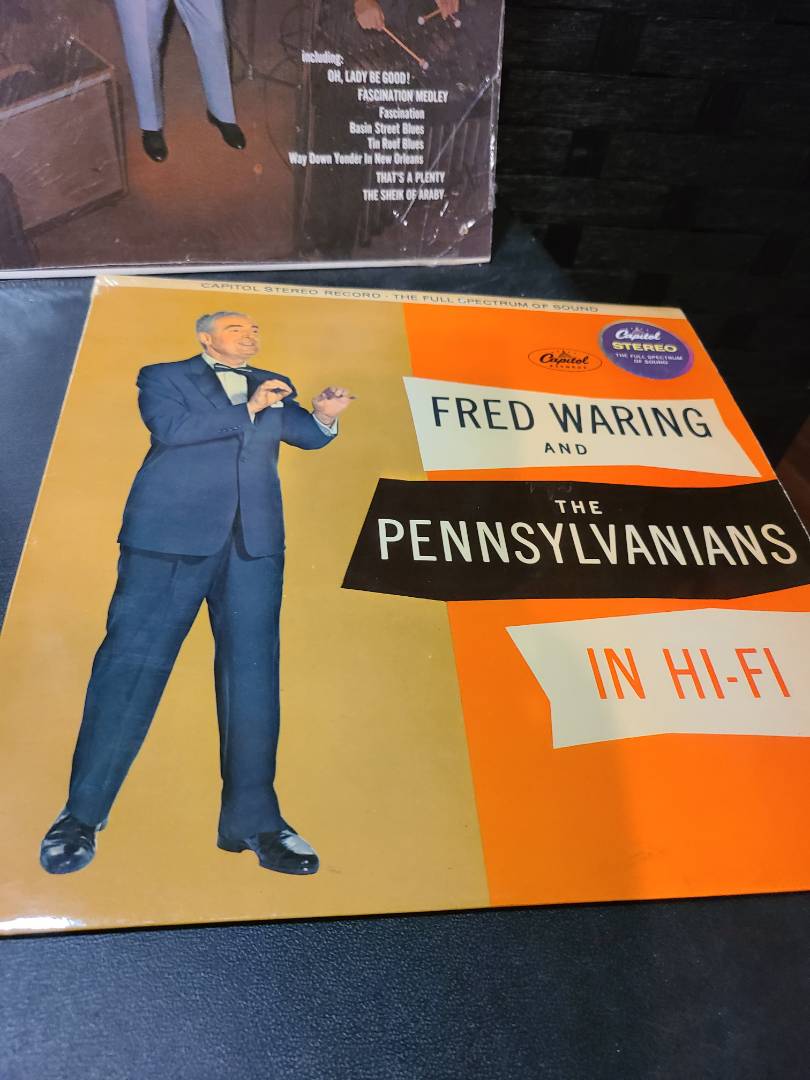 including:
OH, LADY BE GOOD!
FASCINATION MEDLEY
Fascination
Basin Street Blues
Tin Roof Blues
Way Down Yonder In New Orleans
THAT'S A PLENTY
THE SHEIK OF ARABY
CAPITOL STEREO RECORD · THE FULL SPECTRUM OF SOUND
Capitol
RECORDS
Capitol
STEREO
THE FULL SPECTRUM
OF SOUND
FRED WARING
AND
THE
PENNSYLVANIANS
IN HI-FI